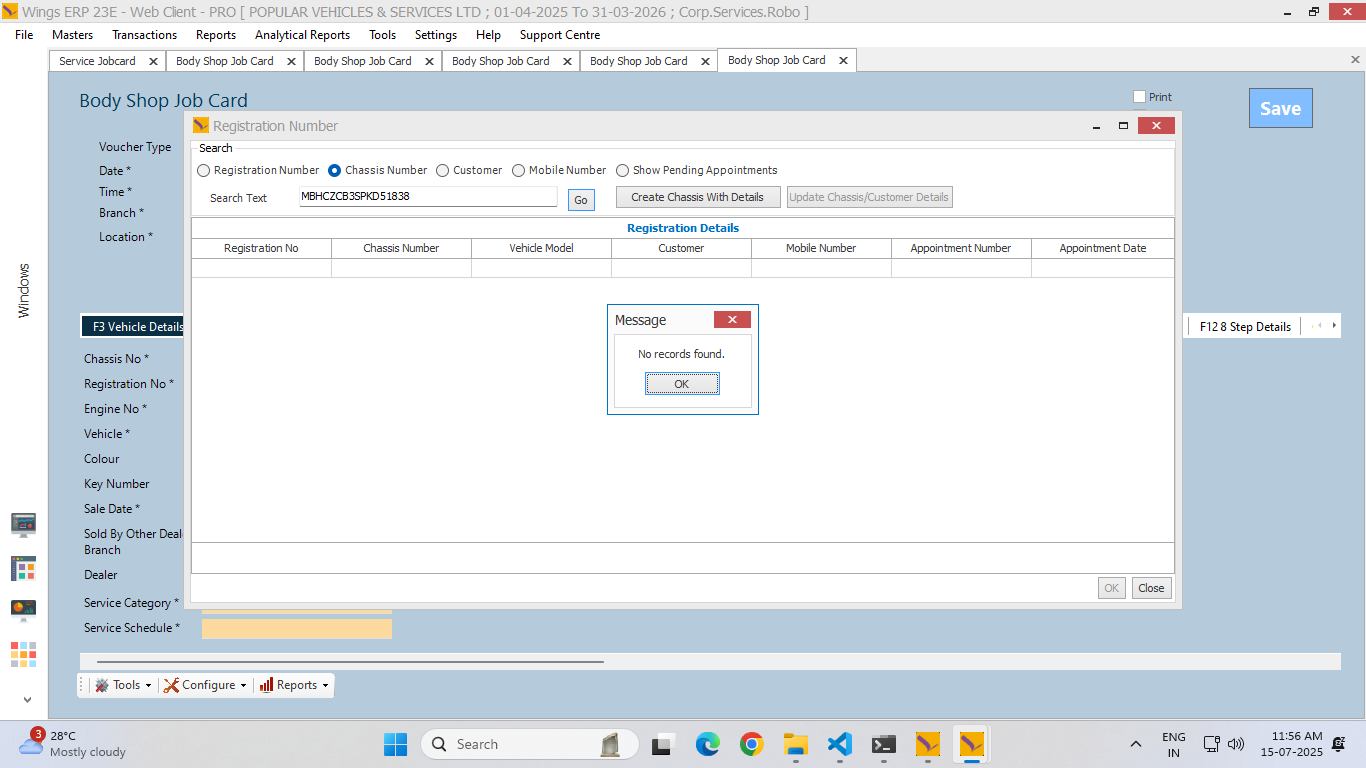 Wings ERP 23E - Web Client - PRO [ POPULAR VEHICLES & SERVICES LTD ; 01-04-2025 To 31-03-2026 ; Corp.Services.Robo ]
File Masters Transactions Reports Analytical Reports Tools Settings Help Support Centre
Service Jobcard Body Shop Job Card Body Shop Job Card Body Shop Job Card Body Shop Job Card Body Shop Job Card
Body Shop Job Card
Print
Save
Voucher Type
Date *
Time *
Branch *
Location *
Windows
Registration Number
Search
Registration Number Chassis Number Customer Mobile Number Show Pending Appointments
Search Text MBHCZCB3SPKD51838 Go Create Chassis With Details Update Chassis/Customer Details
Registration Details
Registration No Chassis Number Vehicle Model Customer Mobile Number Appointment Number Appointment Date
Message
No records found.
OK
OK Close
F3 Vehicle Details
F12 8 Step Details
Chassis No *
Registration No *
Engine No *
Vehicle *
Colour
Key Number
Sale Date *
Sold By Other Deal
Branch
Dealer
Service Category *
Service Schedule *
Tools Configure Reports
3
28°C
Mostly cloudy
Search
ENG
IN
11:56 AM
15-07-2025